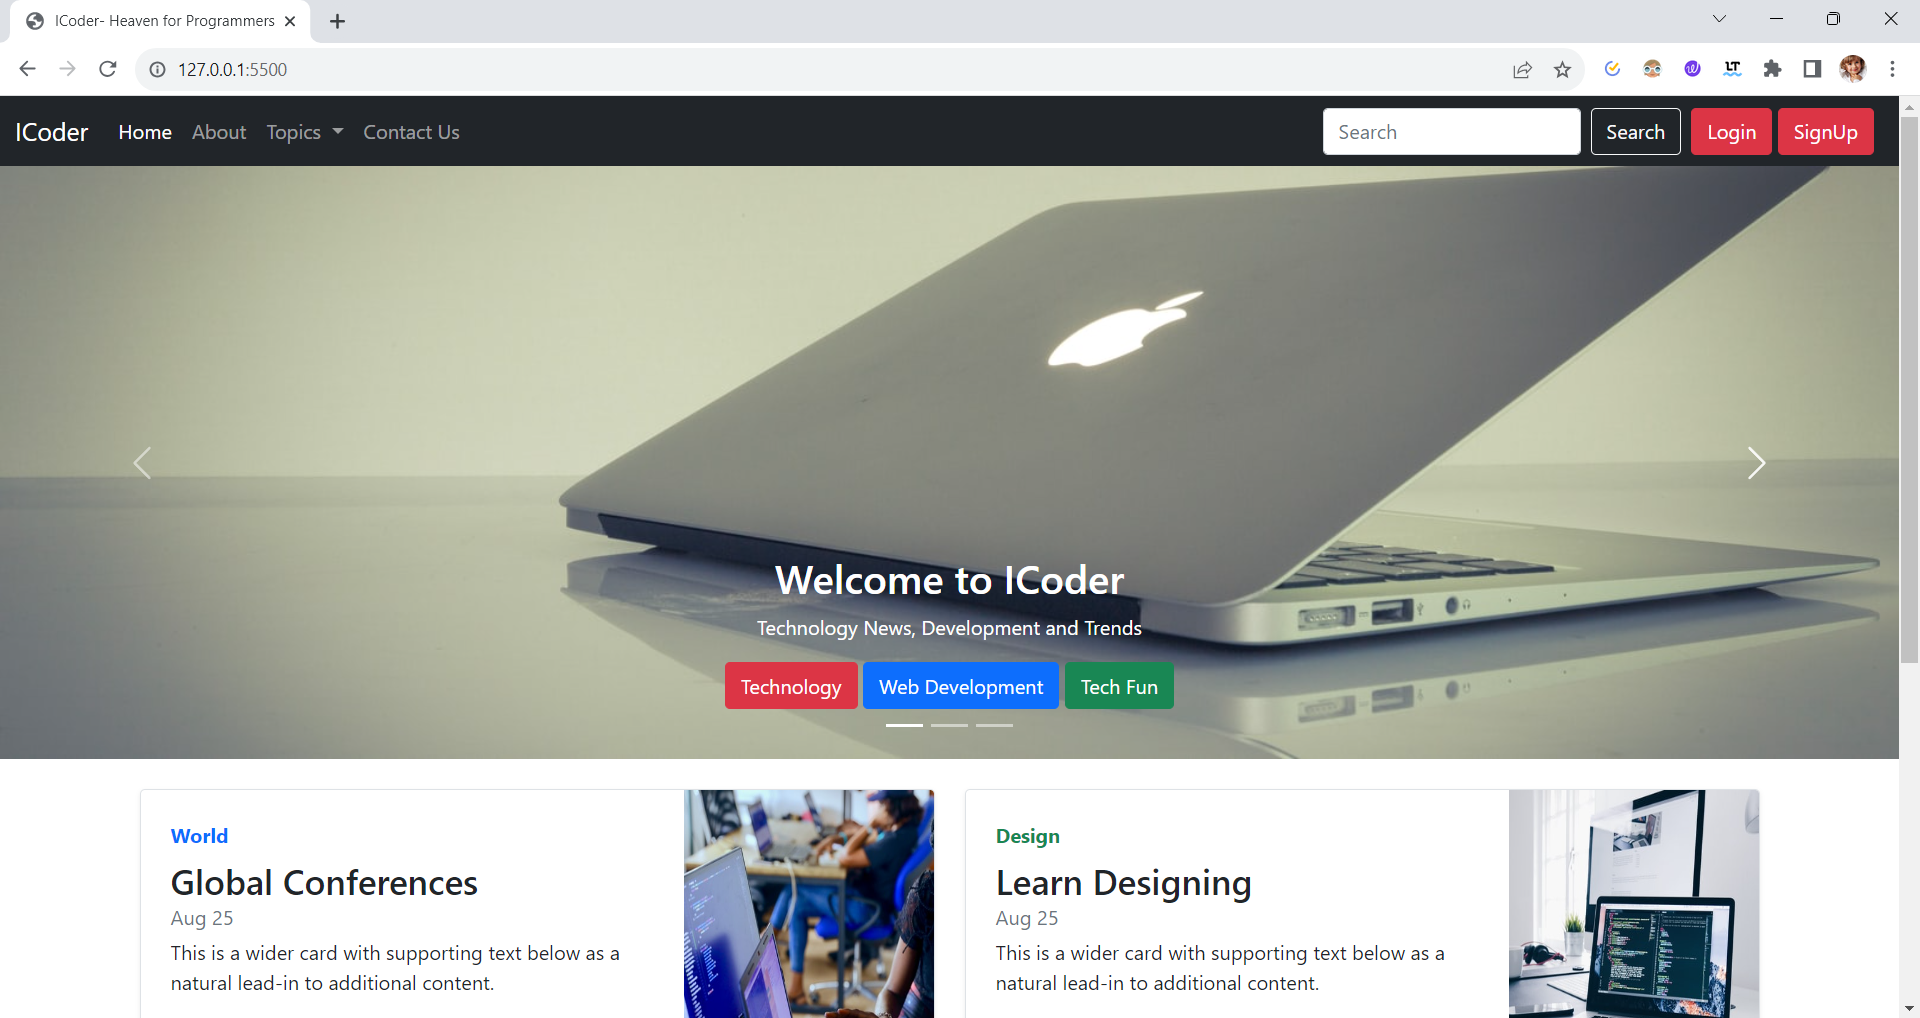 ICoder- Heaven for Programmers
127.0.0.1:5500
LT
ICoder Home About Topics Contact Us Search Search Login SignUp
Welcome to ICoder
Technology News, Development and Trends
Technology Web Development Tech Fun
World
Global Conferences
Aug 25
This is a wider card with supporting text below as a
natural lead-in to additional content.
Design
Learn Designing
Aug 25
This is a wider card with supporting text below as a
natural lead-in to additional content.